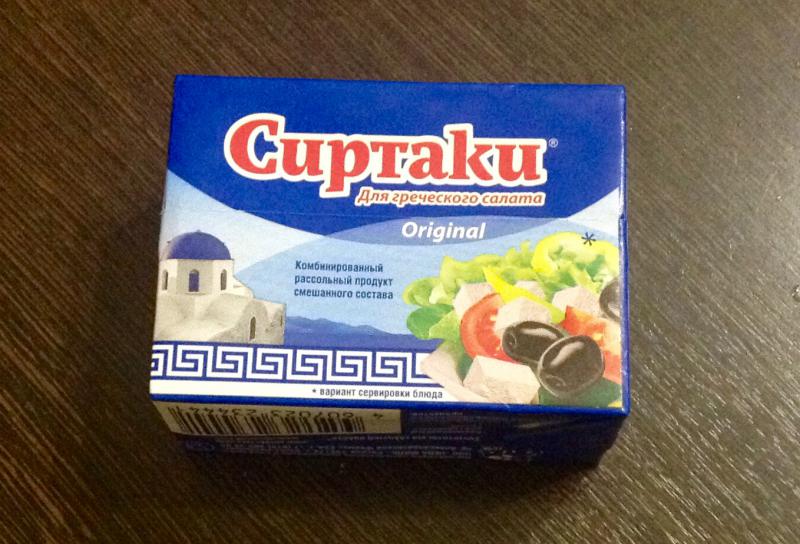 Сиртаки®
Для греческого салата
Original
*
Комбинированный
рассольный продукт
смешанного состава
* вариант сервировки блюда